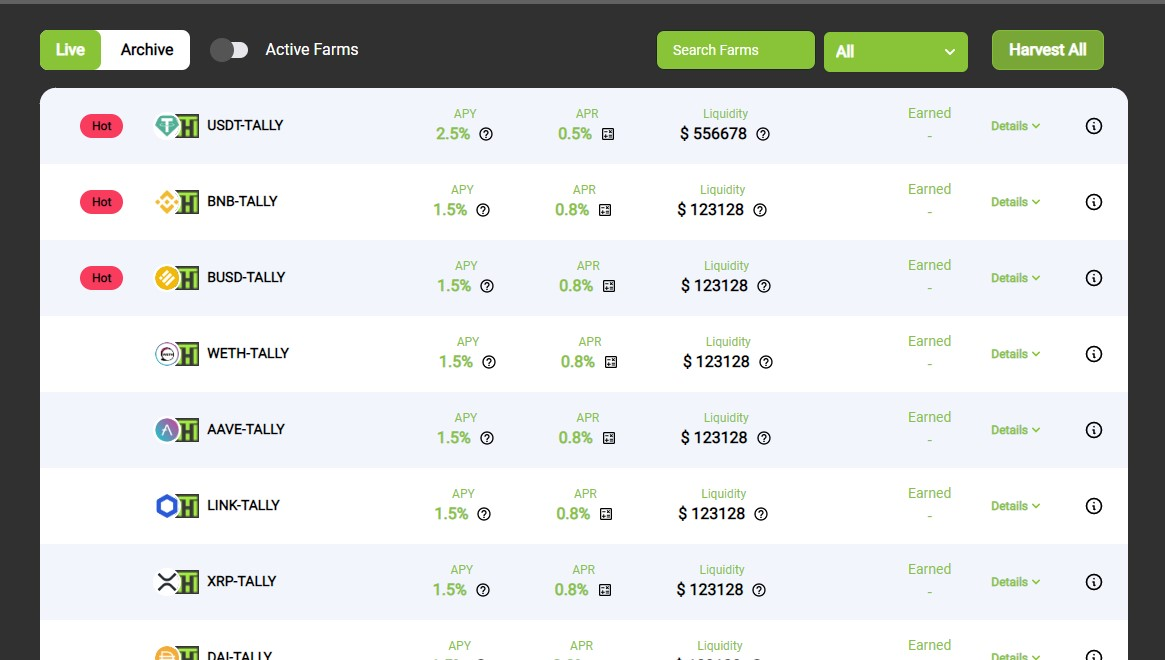 Live Archive Active Farms Search Farms All Harvest All
APY APR Liquidity Earned
Hot USDT-TALLY 2.5% 0.5% $ 556678 - Details
APY APR Liquidity Earned
Hot BNB-TALLY 1.5% 0.8% $ 123128 - Details
APY APR Liquidity Earned
Hot BUSD-TALLY 1.5% 0.8% $ 123128 - Details
APY APR Liquidity Earned
WETH-TALLY 1.5% 0.8% $ 123128 - Details
APY APR Liquidity Earned
AAVE-TALLY 1.5% 0.8% $ 123128 - Details
APY APR Liquidity Earned
LINK-TALLY 1.5% 0.8% $ 123128 - Details
APY APR Liquidity Earned
XRP-TALLY 1.5% 0.8% $ 123128 - Details
APY APR Liquidity Earned
DAI-TALLY Details